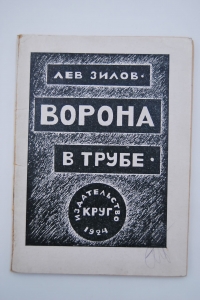 ЛЕВ ЗИЛОВ·
ВОРОНА
В ТРУБЕ·
ИЗДАТЕЛЬСТВО
КРУГ
1924